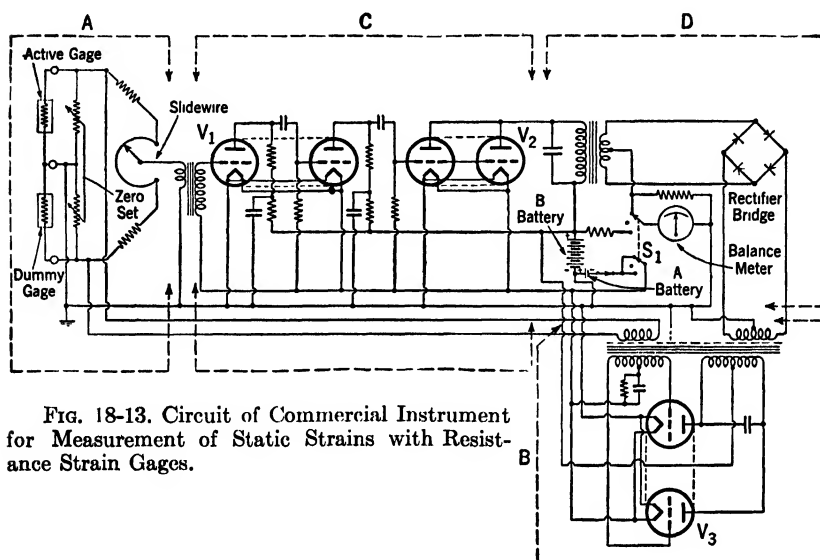 A
C
D
Active Gage
Slidewire
V1
V2
Zero
Set
Dummy
Gage
B
Battery
S1
A
Battery
Rectifier
Bridge
Balance
Meter
B
V3
FIG. 18-13. Circuit of Commercial Instrument
for Measurement of Static Strains with Resist-
ance Strain Gages.